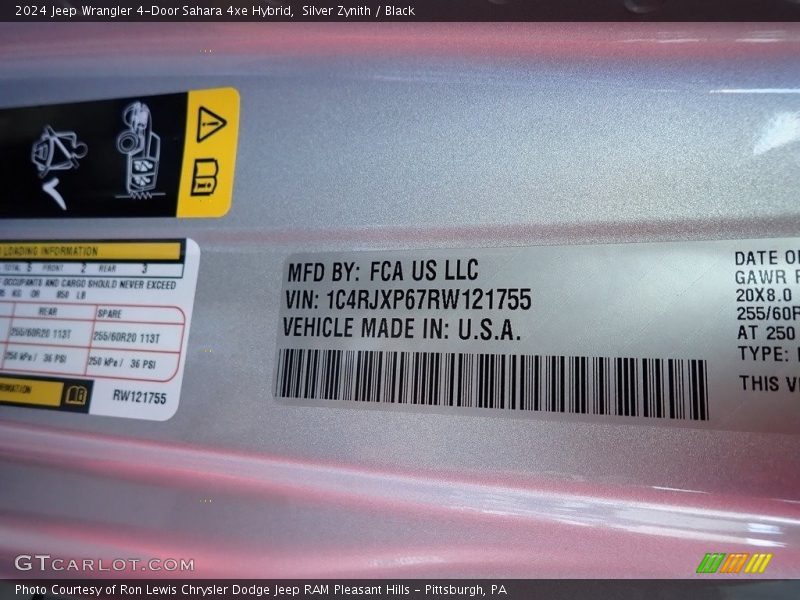 2024 Jeep Wrangler 4-Door Sahara 4xe Hybrid, Silver Zynith / Black
LOADING INFORMATION
TOTAL 5 FRONT 2 REAR 3
OCCUPANTS AND CARGO SHOULD NEVER EXCEED
KG OR 850 LB
REAR SPARE
255/60R20 113T 255/60R20 113T
250 kPa / 36 PSI 250 kPa / 36 PSI
RW121755
MFD BY: FCA US LLC
VIN: 1C4RJXP67RW121755
VEHICLE MADE IN: U.S.A.
DATE O
GAWR
20X8.0
255/60R
AT 250
TYPE:
THIS V
GTCARLOT.COM
Photo Courtesy of Ron Lewis Chrysler Dodge Jeep RAM Pleasant Hills - Pittsburgh, PA